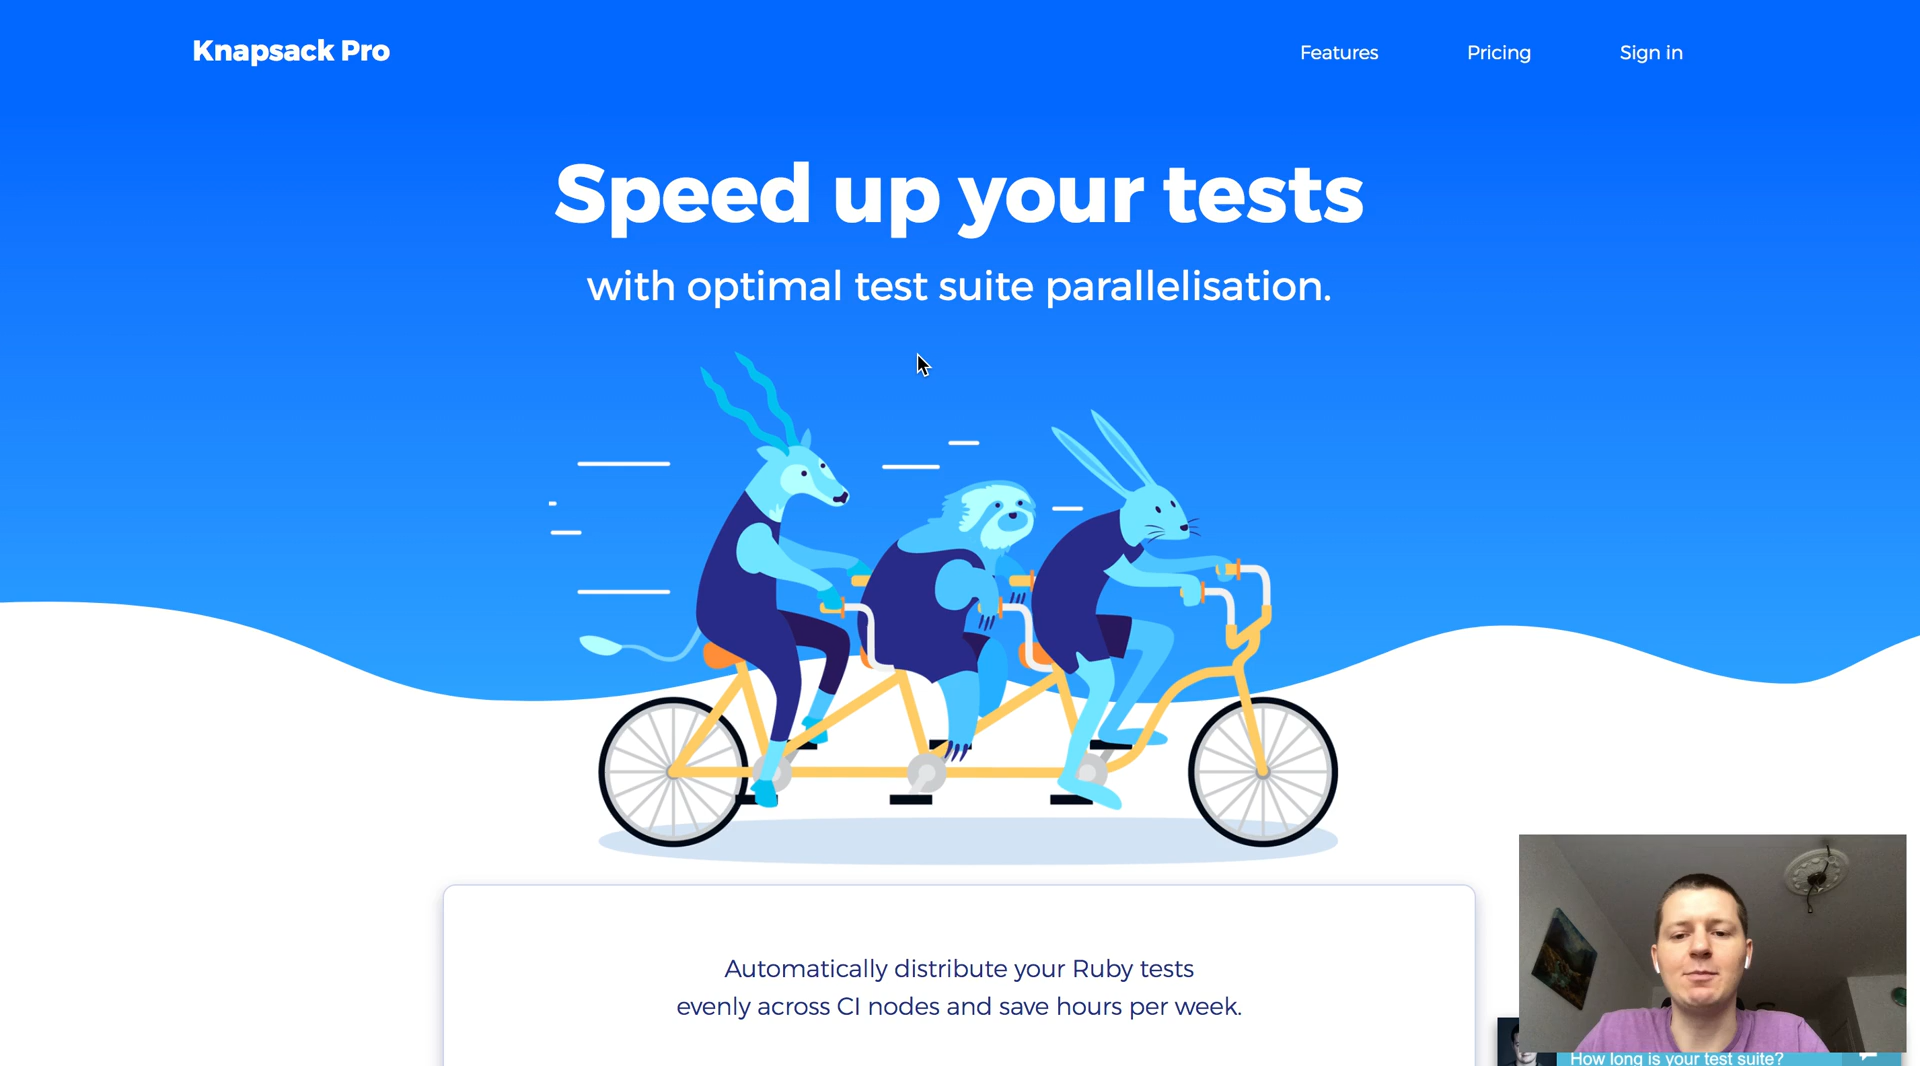 Knapsack Pro
Features
Pricing
Sign in
Speed up your tests
with optimal test suite parallelisation.
Automatically distribute your Ruby tests
evenly across CI nodes and save hours per week.
How long is your test suite?